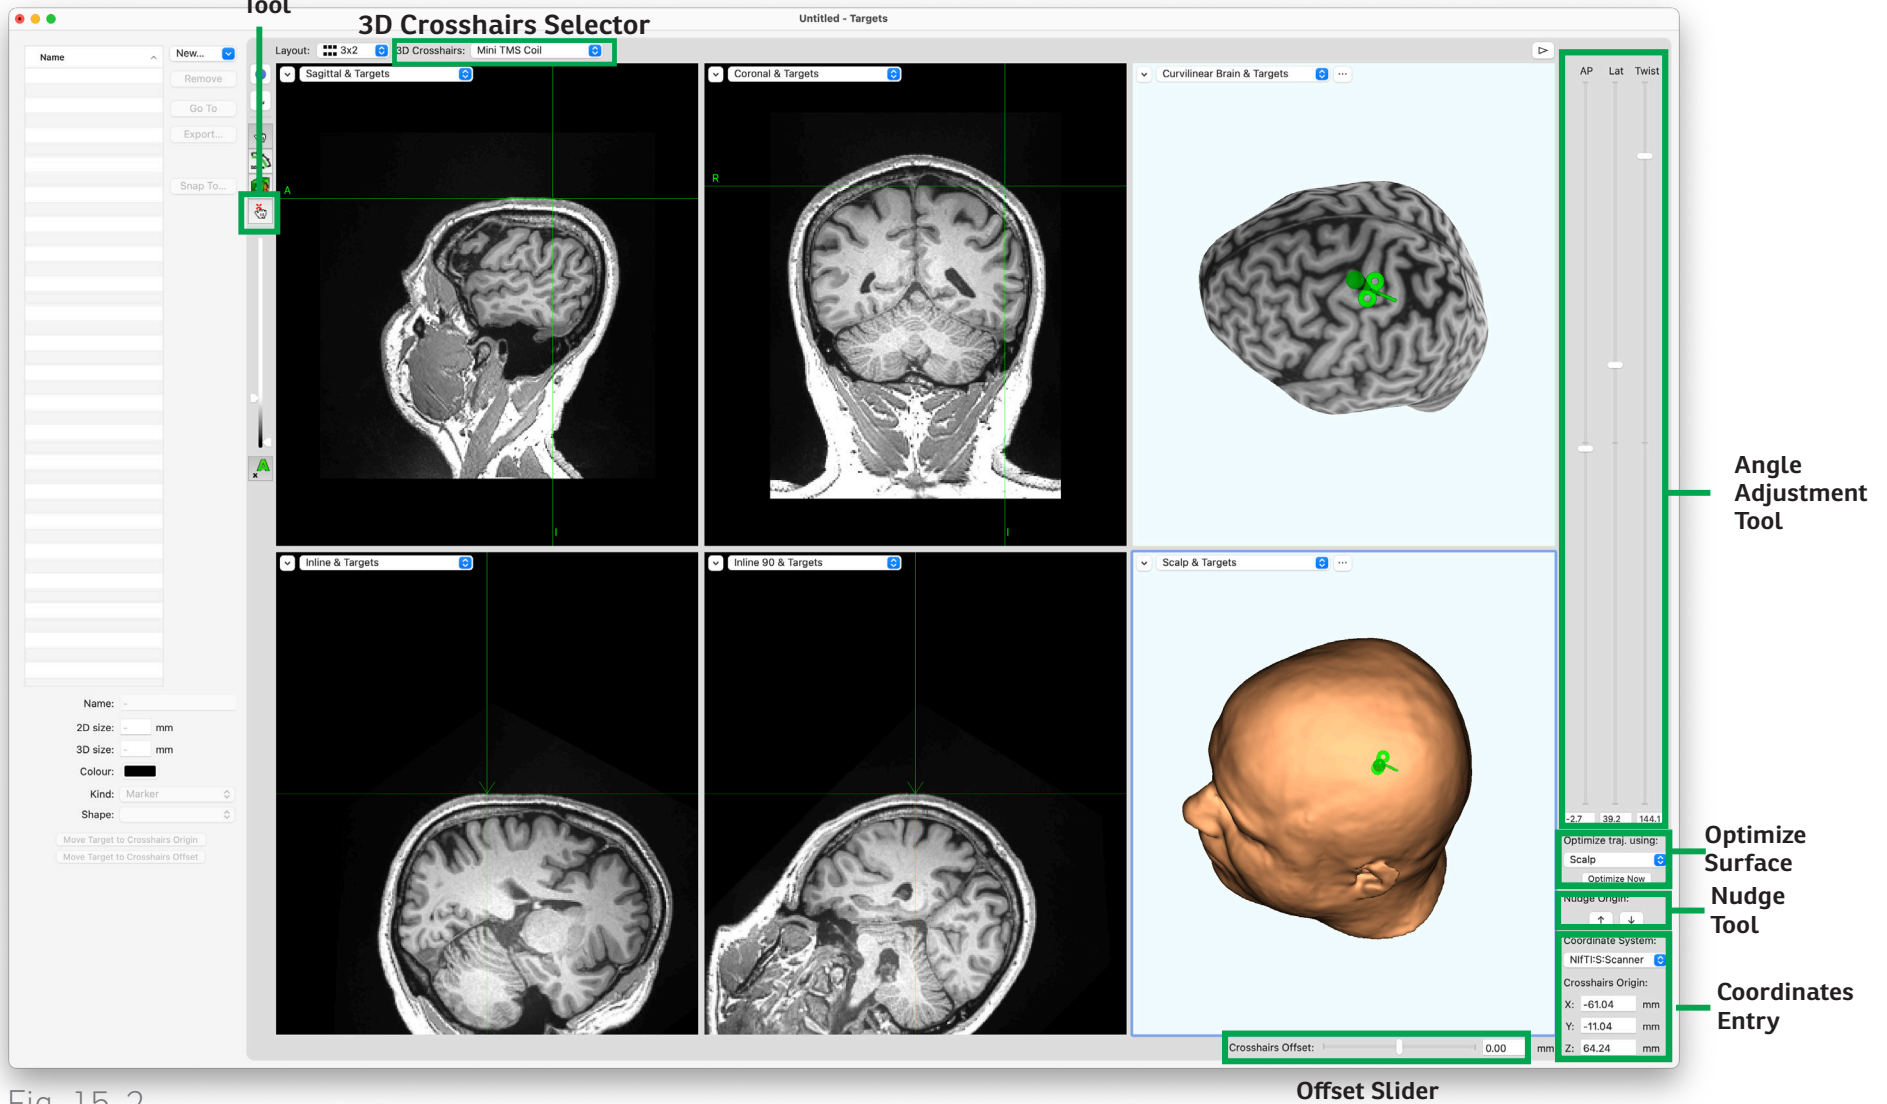 Tool
3D Crosshairs Selector
Untitled - Targets
Name
New...
Remove
Go To
Export...
Snap To...
Layout: 3x2
3D Crosshairs: Mini TMS Coil
Sagittal & Targets
A
I
Coronal & Targets
R
I
Curvilinear Brain & Targets
Inline & Targets
Inline 90 & Targets
Scalp & Targets
AP Lat Twist
-2.7 39.2 144.1
Angle
Adjustment
Tool
Optimize traj. using:
Scalp
Optimize Now
Optimize
Surface
Nudge Origin:
Nudge
Tool
Coordinate System:
NIfTI:S:Scanner
Crosshairs Origin:
X: -61.04 mm
Y: -11.04 mm
Z: 64.24 mm
Coordinates
Entry
Name: -
2D size: - mm
3D size: - mm
Colour:
Kind: Marker
Shape:
Move Target to Crosshairs Origin
Move Target to Crosshairs Offset
A
x
Crosshairs Offset: 0.00 mm
Offset Slider
Fig. 15-2